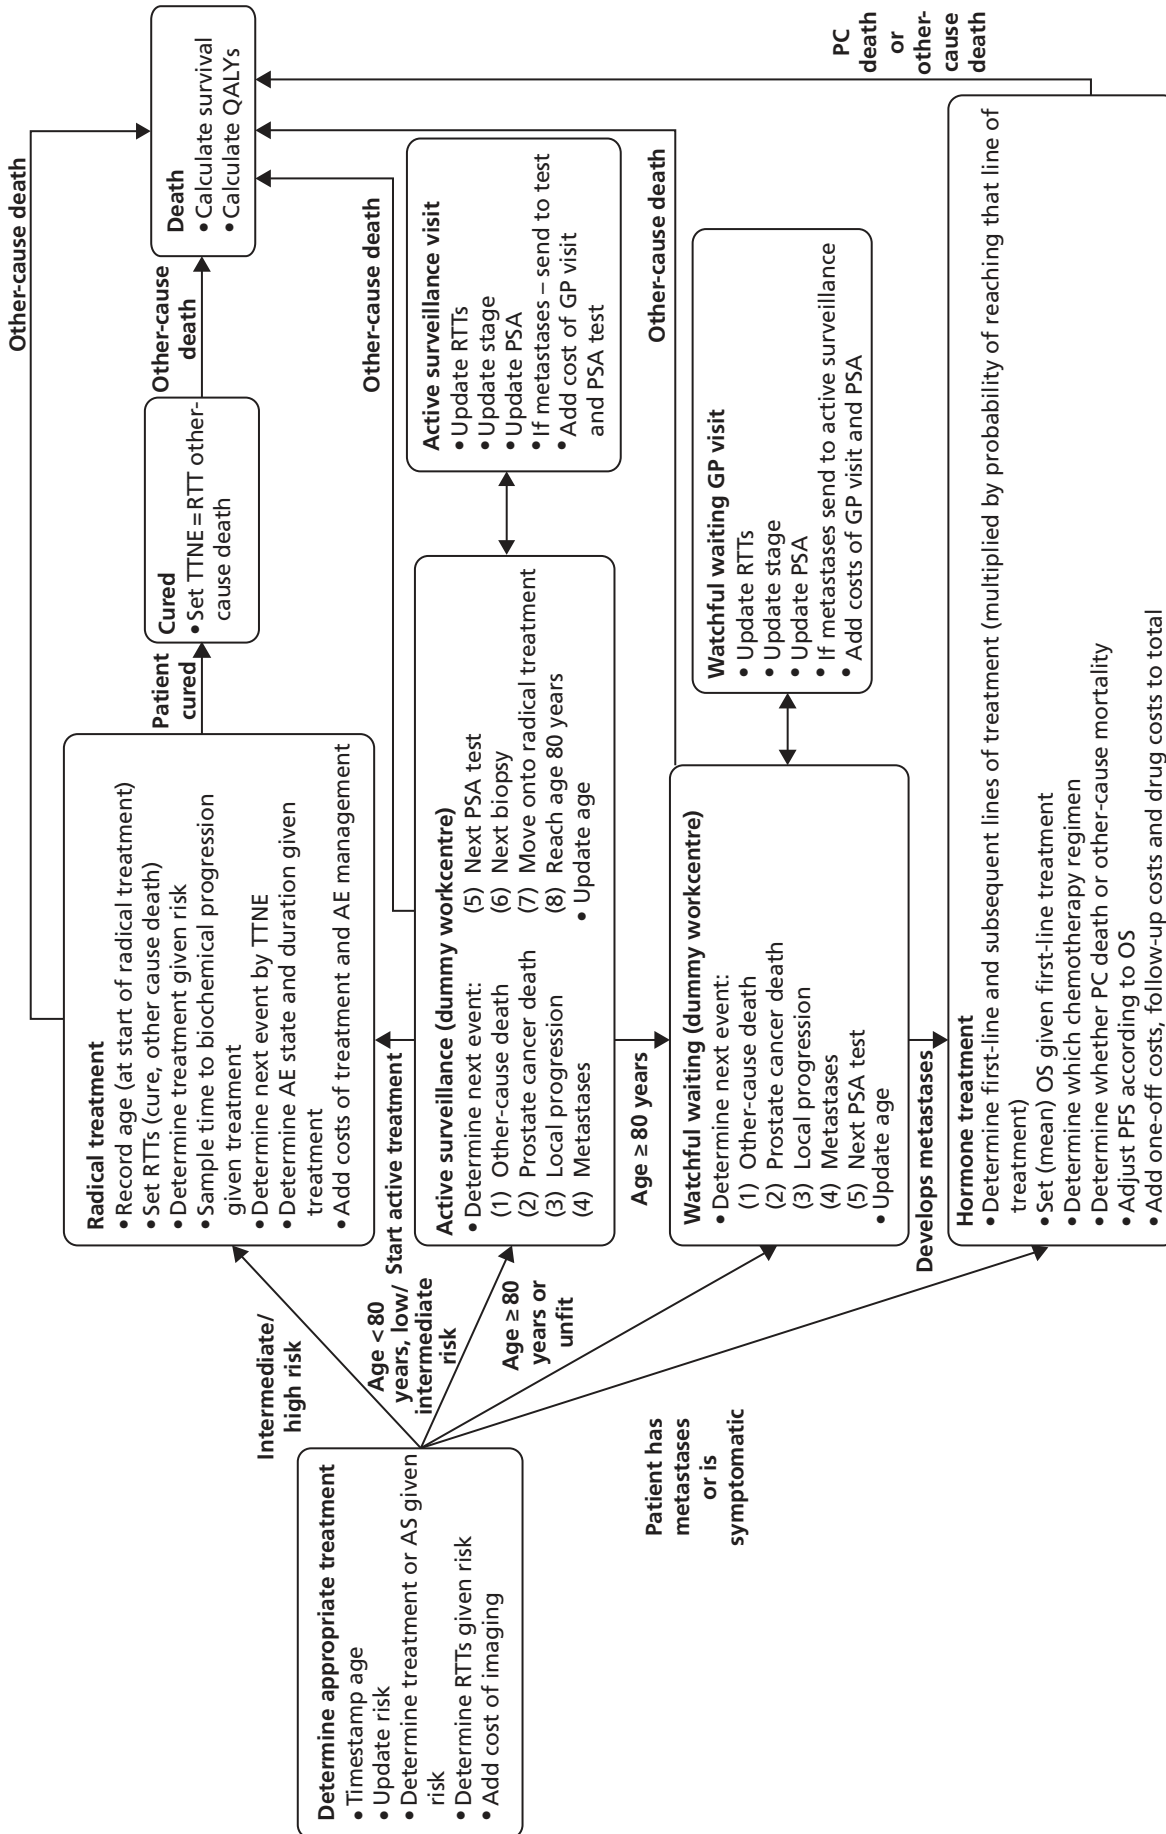 Determine appropriate treatment
• Timestamp age
• Update risk
• Determine treatment or AS given
risk
• Determine RTTs given risk
• Add cost of imaging
Intermediate/
high risk
Age < 80
years, low/
intermediate
risk
Age ≥ 80
years or
unfit
Patient has
metastases
or is
symptomatic
Radical treatment
• Record age (at start of radical treatment)
• Set RTTs (cure, other cause death)
• Determine treatment given risk
• Sample time to biochemical progression
given treatment
• Determine next event by TTNE
• Determine AE state and duration given
treatment
• Add costs of treatment and AE management
Start active treatment
Active surveillance (dummy workcentre)
• Determine next event:
(1) Other-cause death
(2) Prostate cancer death
(3) Local progression
(4) Metastases
(5) Next PSA test
(6) Next biopsy
(7) Move onto radical treatment
(8) Reach age 80 years
• Update age
Age ≥ 80 years
Watchful waiting (dummy workcentre)
• Determine next event:
(1) Other-cause death
(2) Prostate cancer death
(3) Local progression
(4) Metastases
(5) Next PSA test
• Update age
Develops metastases
Hormone treatment
• Determine first-line and subsequent lines of treatment (multiplied by probability of reaching that line of
treatment)
• Set (mean) OS given first-line treatment
• Determine which chemotherapy regimen
• Determine whether PC death or other-cause mortality
• Adjust PFS according to OS
• Add one-off costs, follow-up costs and drug costs to total
Patient
cured
Cured
• Set TTNE = RTT other-
cause death
Other-cause
death
Other-cause death
Death
• Calculate survival
• Calculate QALYs
Other-cause death
Active surveillance visit
• Update RTTs
• Update stage
• Update PSA
• If metastases – send to test
• Add cost of GP visit
and PSA test
Other-cause death
Watchful waiting GP visit
• Update RTTs
• Update stage
• Update PSA
• If metastases send to active surveillance
• Add costs of GP visit and PSA
PC
death
or
other-
cause
death